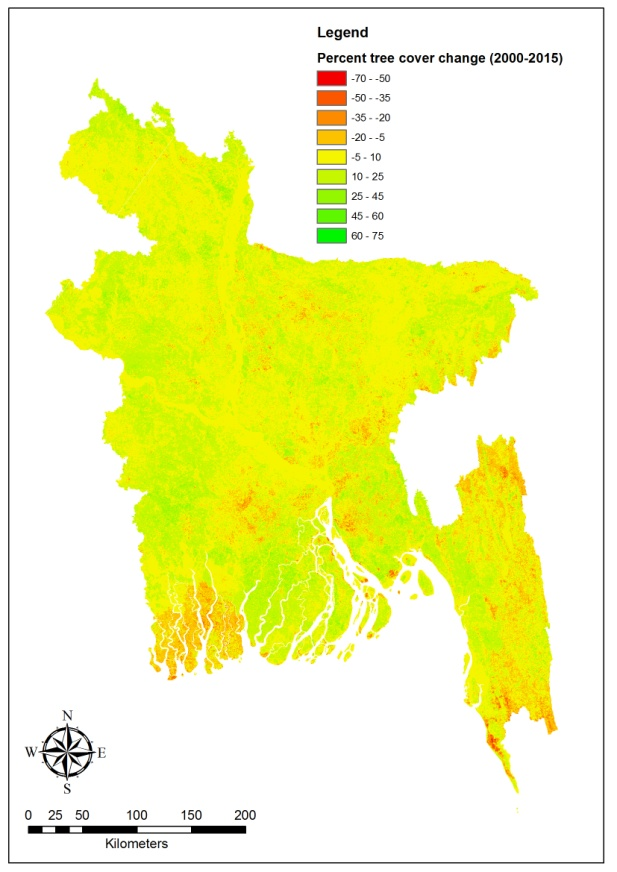 Legend
Percent tree cover change (2000-2015)
-70 - -50
-50 - -35
-35 - -20
-20 - -5
-5 - 10
10 - 25
25 - 45
45 - 60
60 - 75
N
W E
S
0 25 50 100 150 200
Kilometers